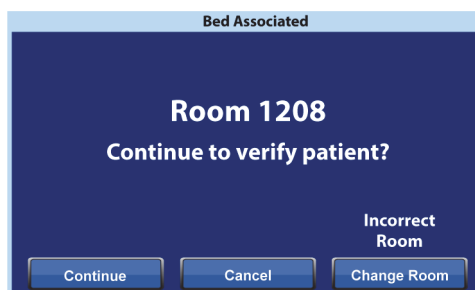 Bed Associated
Room 1208
Continue to verify patient?
Incorrect
Room
Continue
Cancel
Change Room